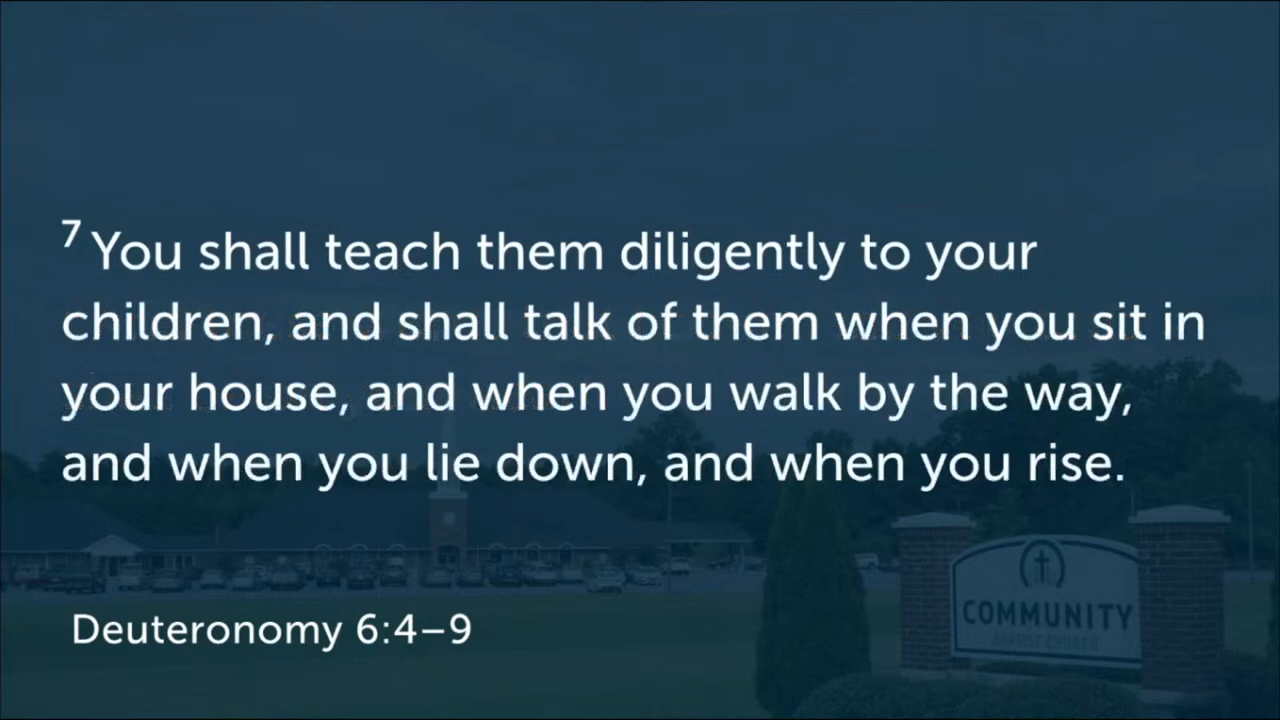 7 You shall teach them diligently to your
children, and shall talk of them when you sit in
your house, and when you walk by the way,
and when you lie down, and when you rise.
Deuteronomy 6:4–9
COMMUNITY
BAPTIST CHURCH